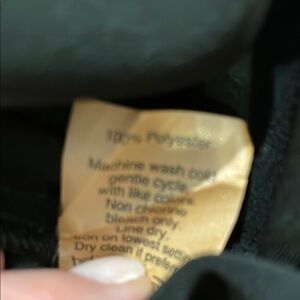 100% Polyester
Machine wash cold
gentle cycle
with like colors.
Non chlorine
bleach only.
Line dry.
Iron on lowest setting
Dry clean if prefer